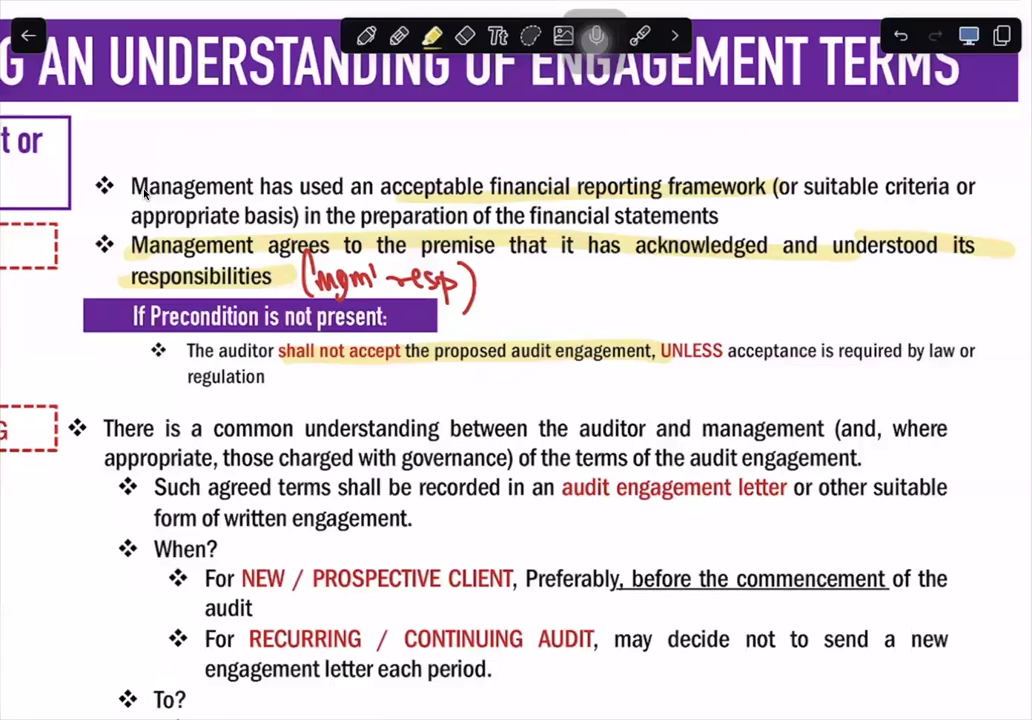 G AN UNDERSTANDING OF ENGAGEMENT TERMS
t or
❖ Management has used an acceptable financial reporting framework (or suitable criteria or
appropriate basis) in the preparation of the financial statements
❖ Management agrees to the premise that it has acknowledged and understood its
responsibilities (mgm' resp)
If Precondition is not present:
❖ The auditor shall not accept the proposed audit engagement, UNLESS acceptance is required by law or
regulation
G
❖ There is a common understanding between the auditor and management (and, where
appropriate, those charged with governance) of the terms of the audit engagement.
❖ Such agreed terms shall be recorded in an audit engagement letter or other suitable
form of written engagement.
❖ When?
❖ For NEW / PROSPECTIVE CLIENT, Preferably, before the commencement of the
audit
❖ For RECURRING / CONTINUING AUDIT, may decide not to send a new
engagement letter each period.
❖ To?